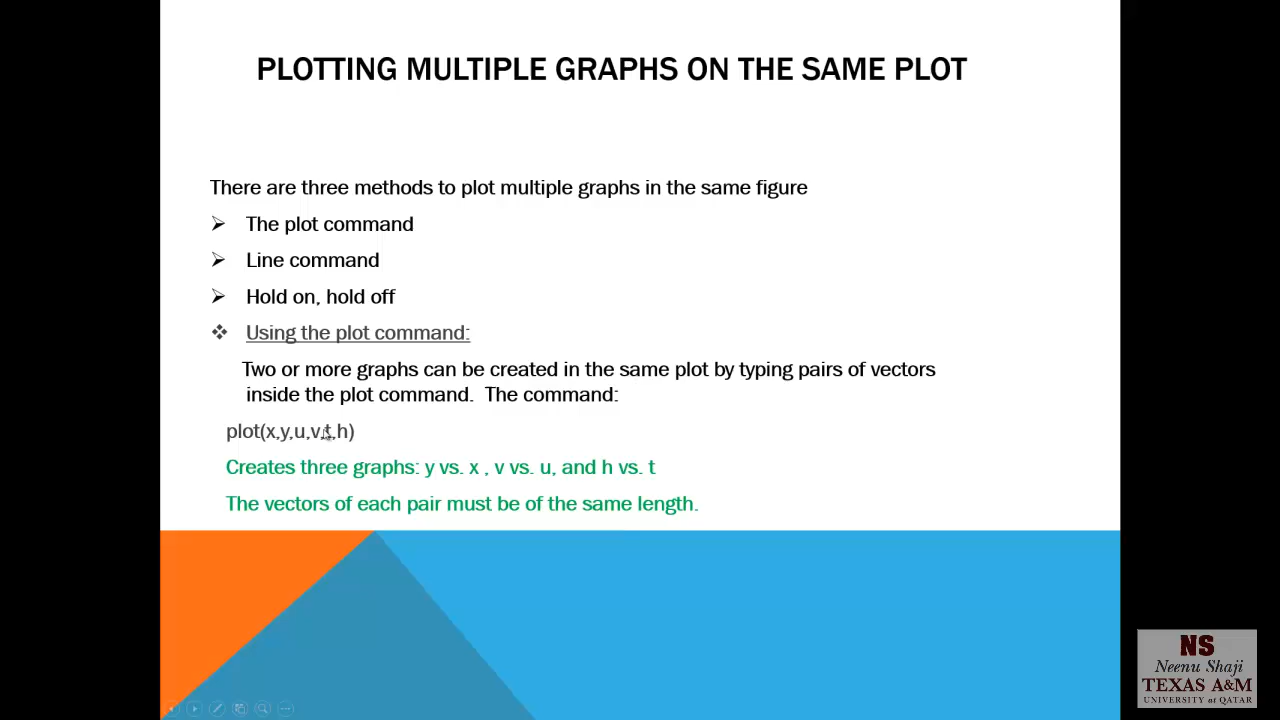 PLOTTING MULTIPLE GRAPHS ON THE SAME PLOT
There are three methods to plot multiple graphs in the same figure
The plot command
Line command
Hold on, hold off
Using the plot command:
Two or more graphs can be created in the same plot by typing pairs of vectors
inside the plot command. The command:
plot(x,y,u,v,t,h)
Creates three graphs: y vs. x , v vs. u, and h vs. t
The vectors of each pair must be of the same length.
NS
Neenu Shaji
TEXAS A&M
UNIVERSITY at QATAR